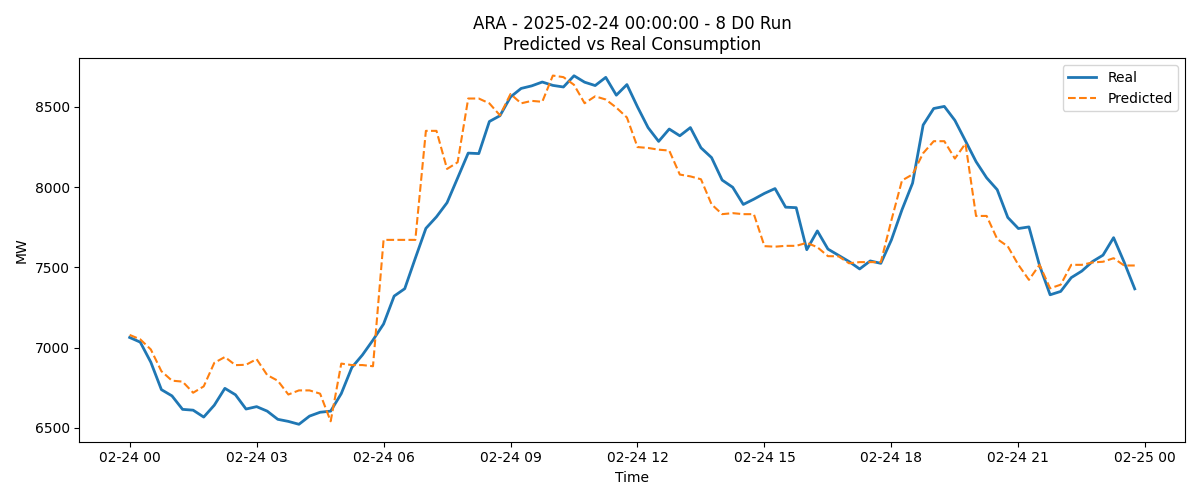 ARA - 2025-02-24 00:00:00 - 8 D0 Run
Predicted vs Real Consumption
Real
Predicted
MW
8500
8000
7500
7000
6500
02-24 00
02-24 03
02-24 06
02-24 09
02-24 12
02-24 15
02-24 18
02-24 21
02-25 00
Time